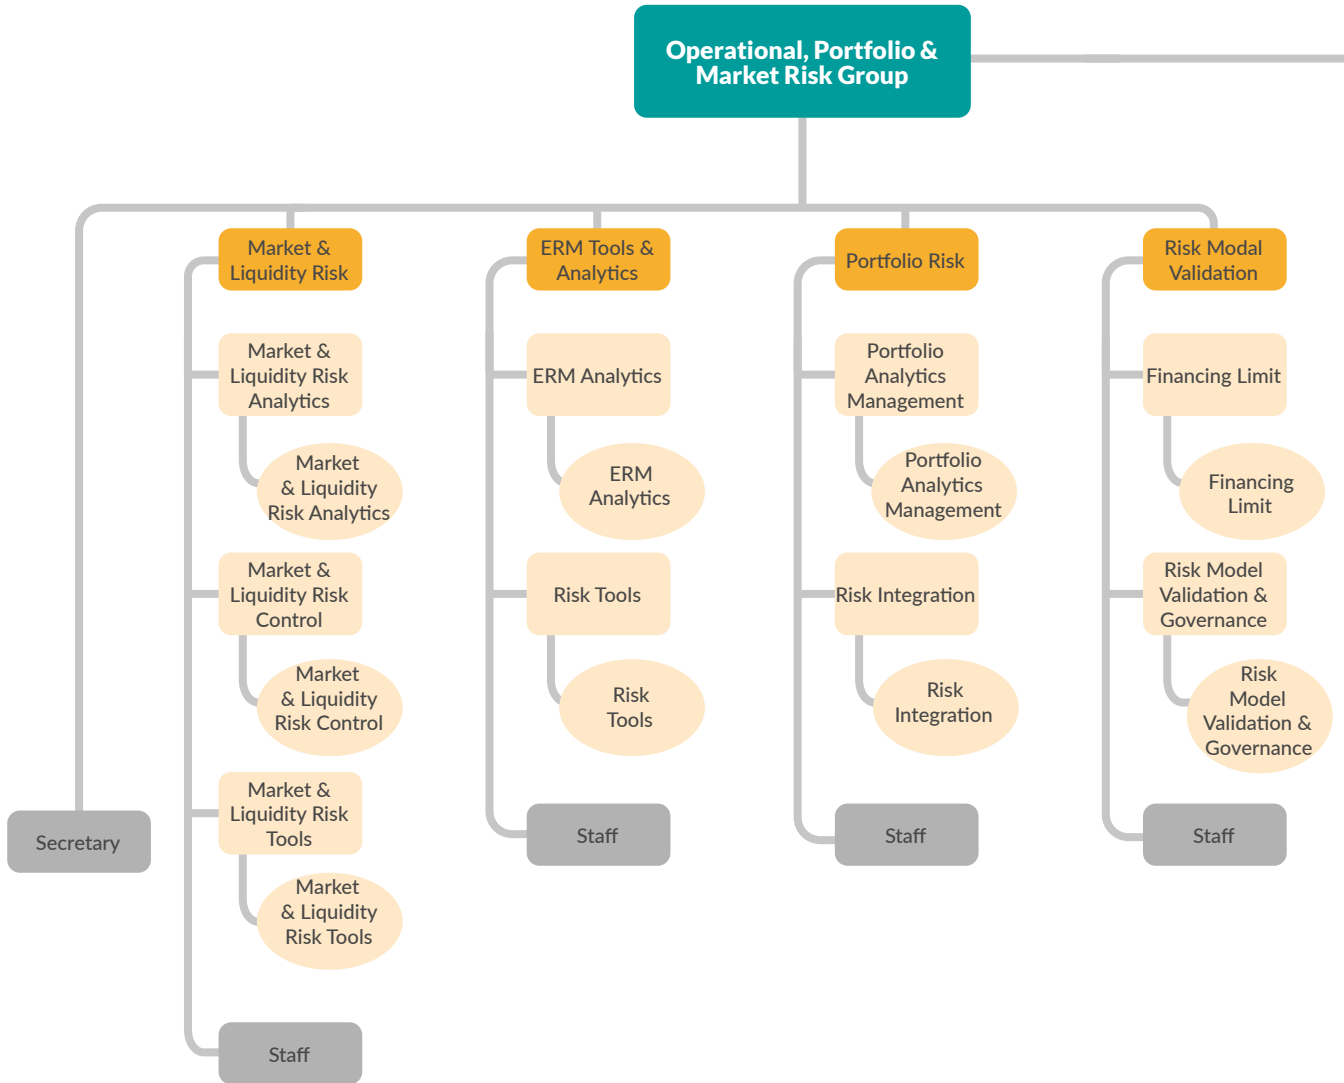 Operational, Portfolio &
Market Risk Group
Market &
Liquidity Risk
ERM Tools &
Analytics
Portfolio Risk
Risk Modal
Validation
Market &
Liquidity Risk
Analytics
ERM Analytics
Portfolio
Analytics
Management
Financing Limit
Market
& Liquidity
Risk Analytics
ERM
Analytics
Portfolio
Analytics
Management
Financing
Limit
Market &
Liquidity Risk
Control
Risk Tools
Risk Integration
Risk Model
Validation &
Governance
Market
& Liquidity
Risk Control
Risk
Tools
Risk
Integration
Risk
Model
Validation &
Governance
Market &
Liquidity Risk
Tools
Secretary
Staff
Staff
Staff
Market
& Liquidity
Risk Tools
Staff